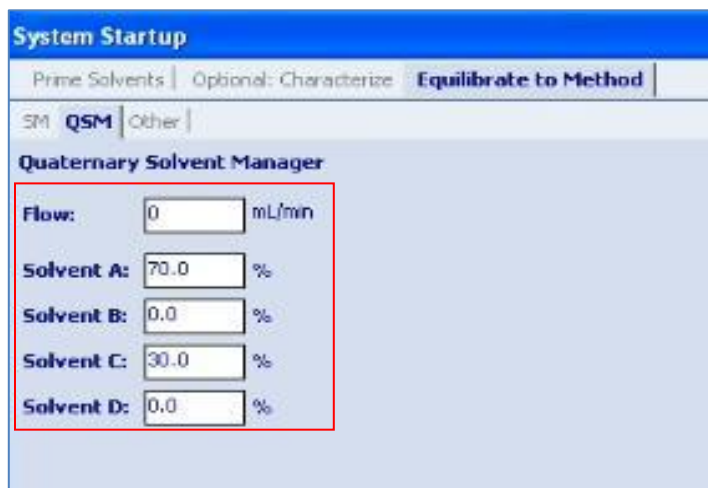 System Startup
Prime Solvents | Optional: Characterize Equilibrate to Method
SM QSM Other
Quaternary Solvent Manager
Flow: 0 mL/min
Solvent A: 70.0 %
Solvent B: 0.0 %
Solvent C: 30.0 %
Solvent D: 0.0 %